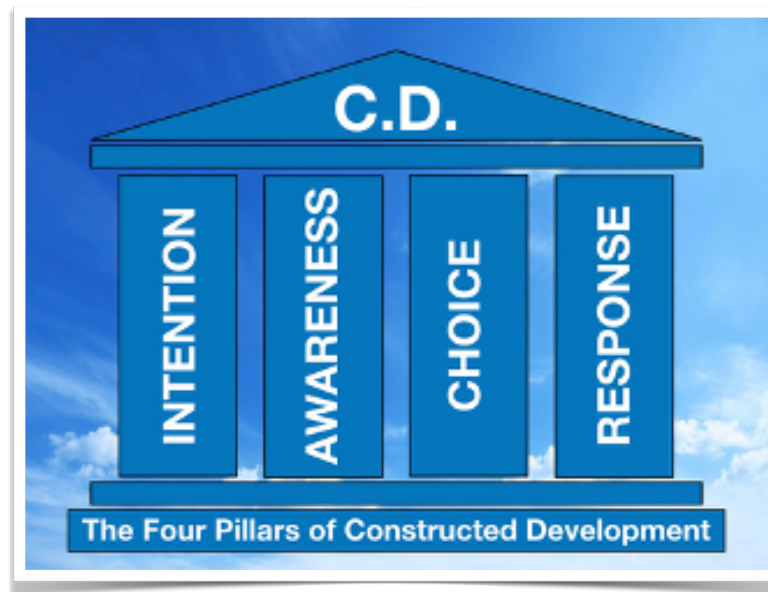 C.D.
INTENTION
AWARENESS
CHOICE
RESPONSE
The Four Pillars of Constructed Development